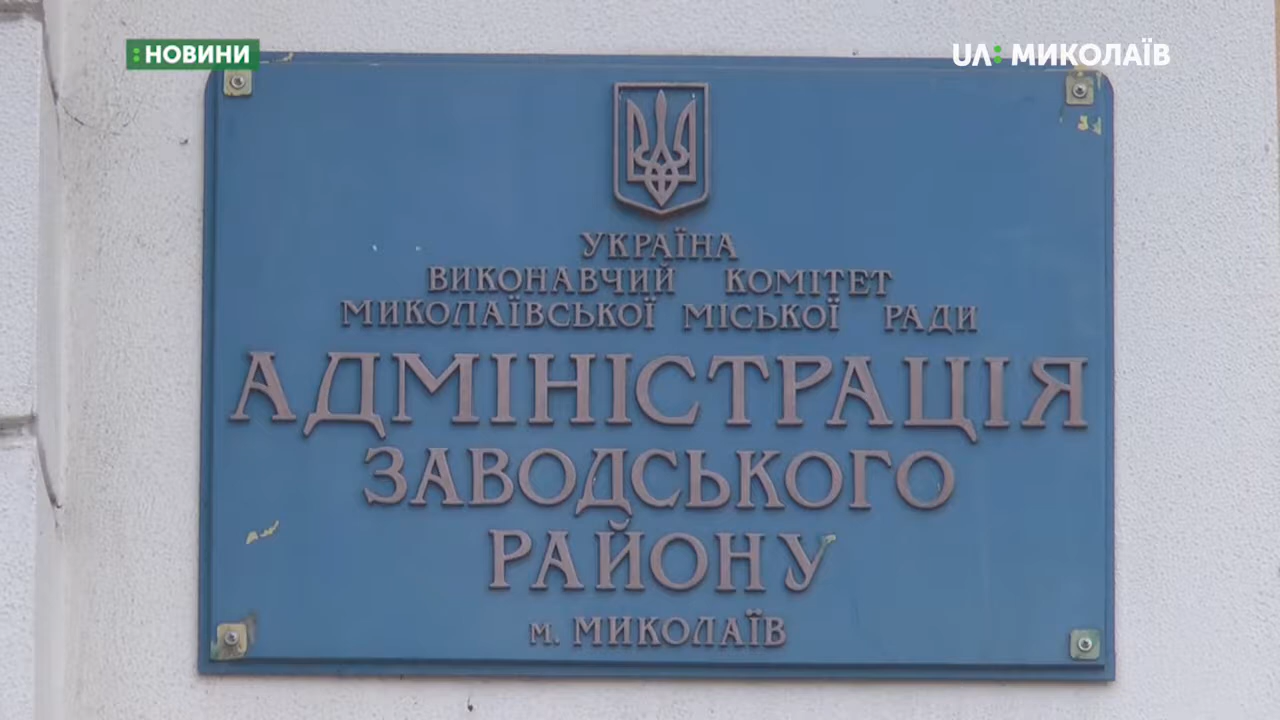 :НОВИНИ
UA: МИКОЛАЇВ
УКРАЇНА
ВИКОНАВЧИЙ КОМІТЕТ
МИКОЛАЇВСЬКОЇ МІСЬКОЇ РАДИ
АДМІНІСТРАЦІЯ
ЗАВОДСЬКОГО
РАЙОНУ
м. МИКОЛАЇВ